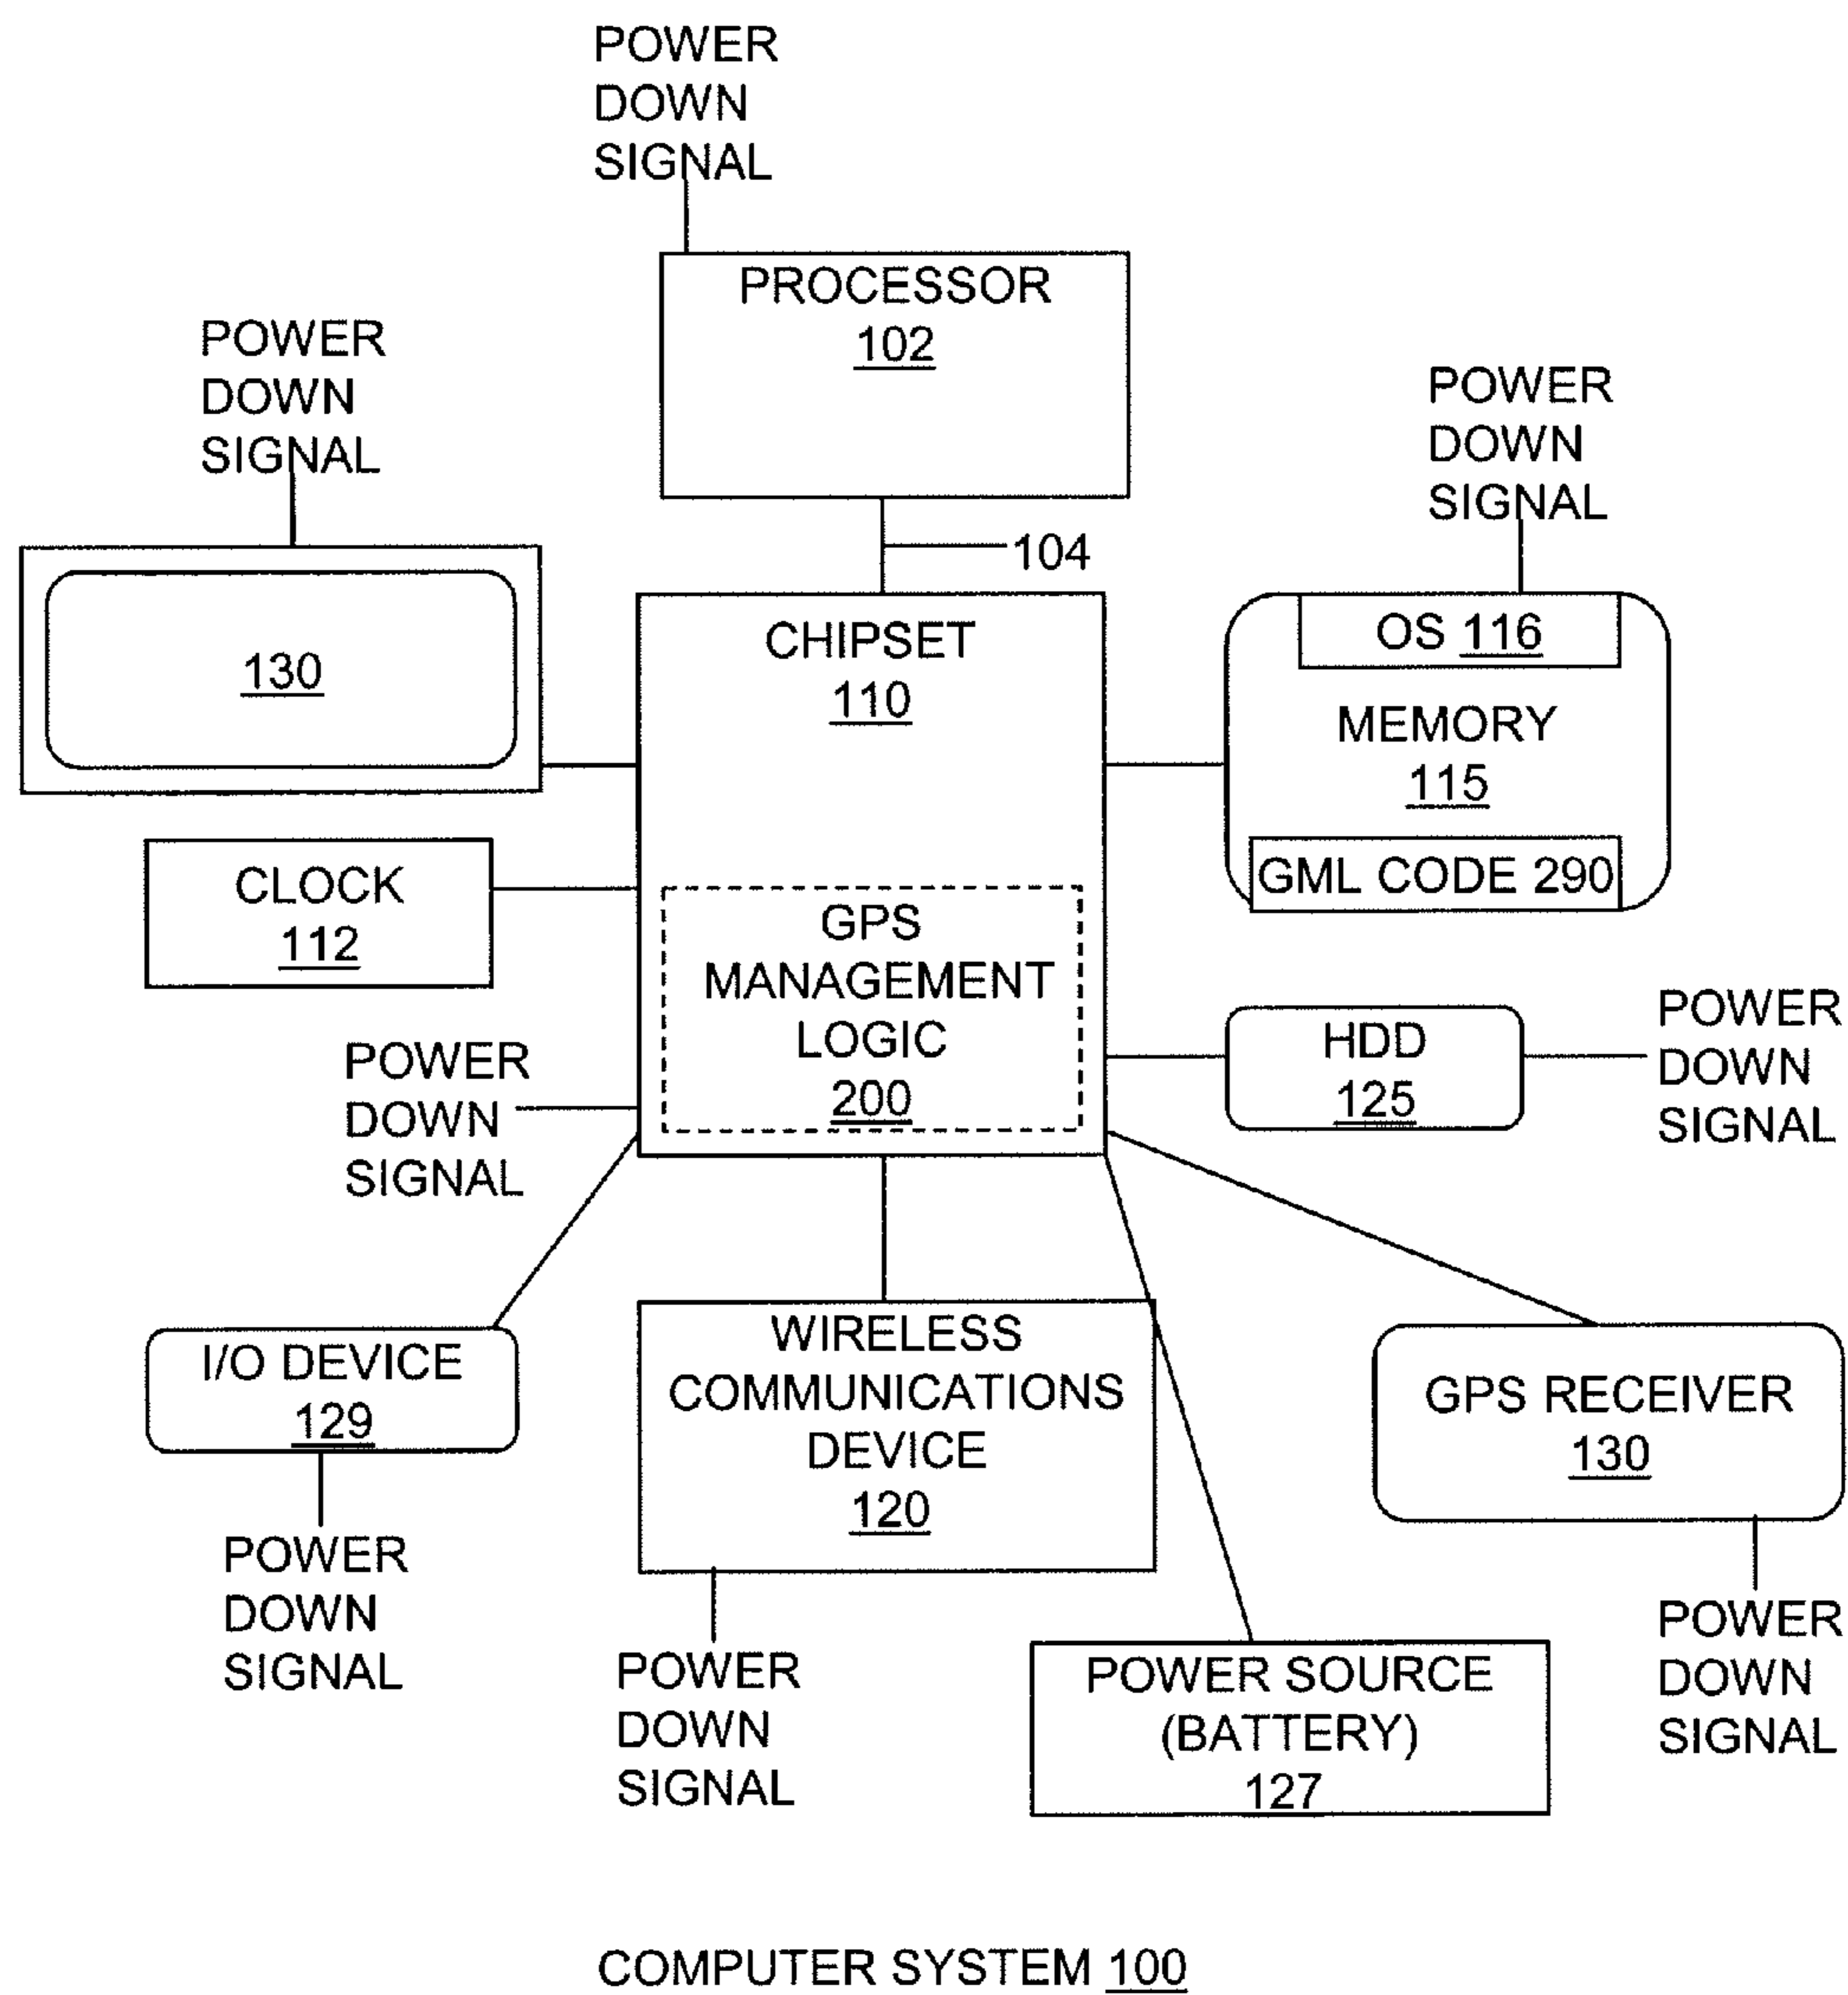 POWER
DOWN
SIGNAL
PROCESSOR
102
POWER
DOWN
SIGNAL
POWER
DOWN
SIGNAL
104
130
CHIPSET
110
OS 116
MEMORY
115
GML CODE 290
CLOCK
112
GPS
MANAGEMENT
LOGIC
200
POWER
DOWN
SIGNAL
HDD
125
POWER
DOWN
SIGNAL
I/O DEVICE
129
WIRELESS
COMMUNICATIONS
DEVICE
120
GPS RECEIVER
130
POWER
DOWN
SIGNAL
POWER
DOWN
SIGNAL
POWER SOURCE
(BATTERY)
127
POWER
DOWN
SIGNAL
COMPUTER SYSTEM 100